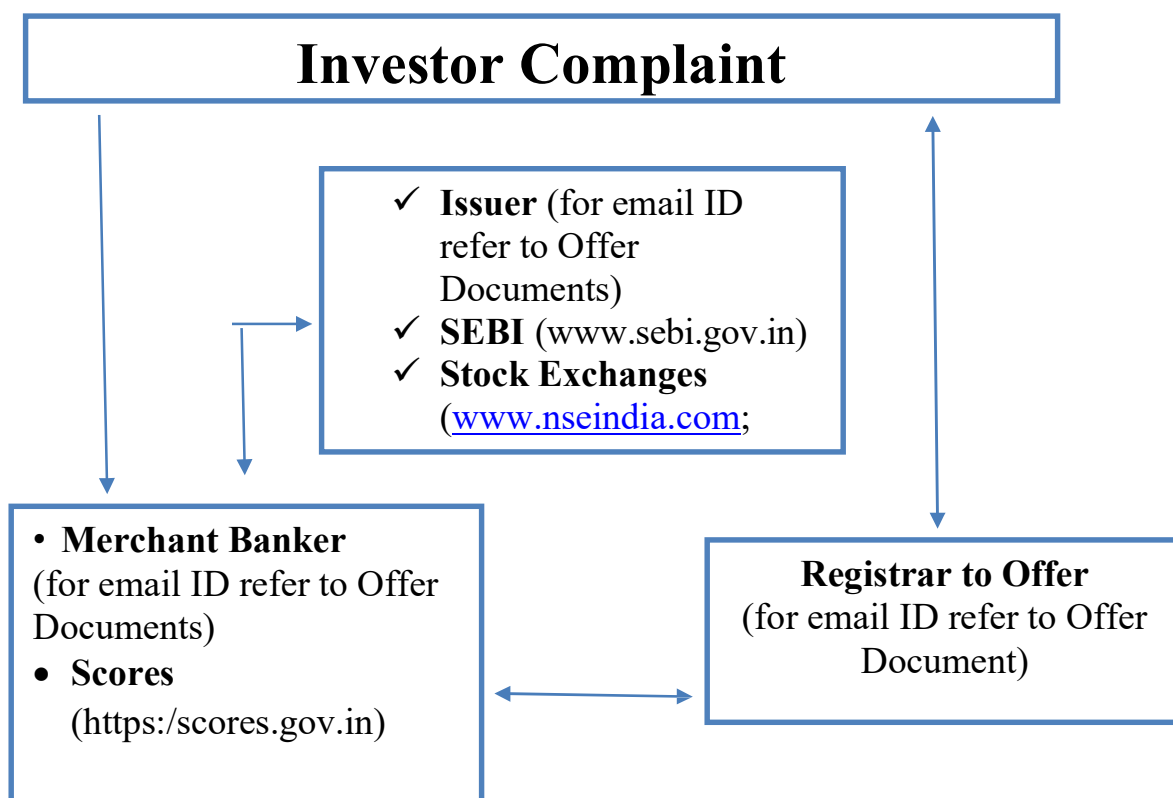 Investor Complaint
✓ Issuer (for email ID
refer to Offer
Documents)
✓ SEBI (www.sebi.gov.in)
✓ Stock Exchanges
(www.nseindia.com;
• Merchant Banker
(for email ID refer to Offer
Documents)
• Scores
(https:/scores.gov.in)
Registrar to Offer
(for email ID refer to Offer
Document)